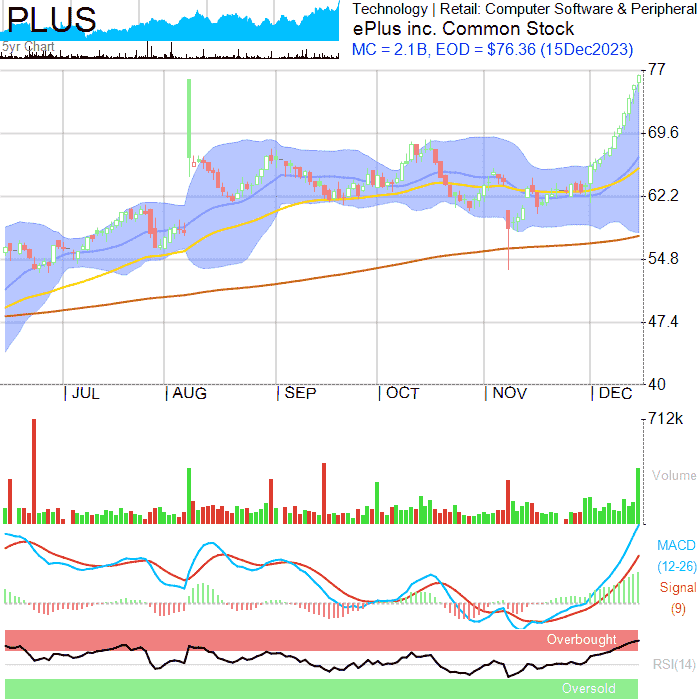 PLUS
5yr Chart
Technology | Retail: Computer Software & Peripheral
ePlus inc. Common Stock
MC = 2.1B, EOD = $76.36 (15Dec2023)
77
69.6
62.2
54.8
47.4
40
| JUL | AUG | SEP | OCT | NOV | DEC
712k
Volume
MACD
(12-26)
Signal
(9)
Overbought
RSI(14)
Oversold